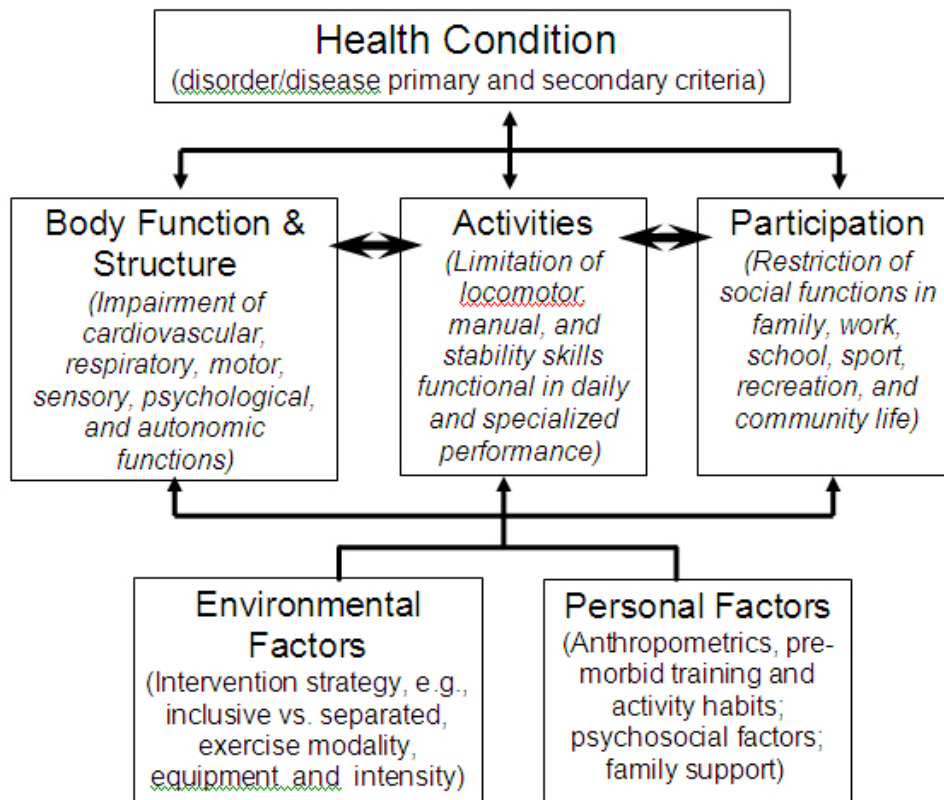 Health Condition
(disorder/disease primary and secondary criteria)
Body Function &
Structure
(Impairment of
cardiovascular,
respiratory, motor,
sensory, psychological,
and autonomic
functions)
Activities
(Limitation of
locomotor,
manual, and
stability skills
functional in daily
and specialized
performance)
Participation
(Restriction of
social functions in
family, work,
school, sport,
recreation, and
community life)
Environmental
Factors
(Intervention strategy, e.g.,
inclusive vs. separated,
exercise modality,
equipment and intensity)
Personal Factors
(Anthropometrics, pre-
morbid training and
activity habits;
psychosocial factors;
family support)